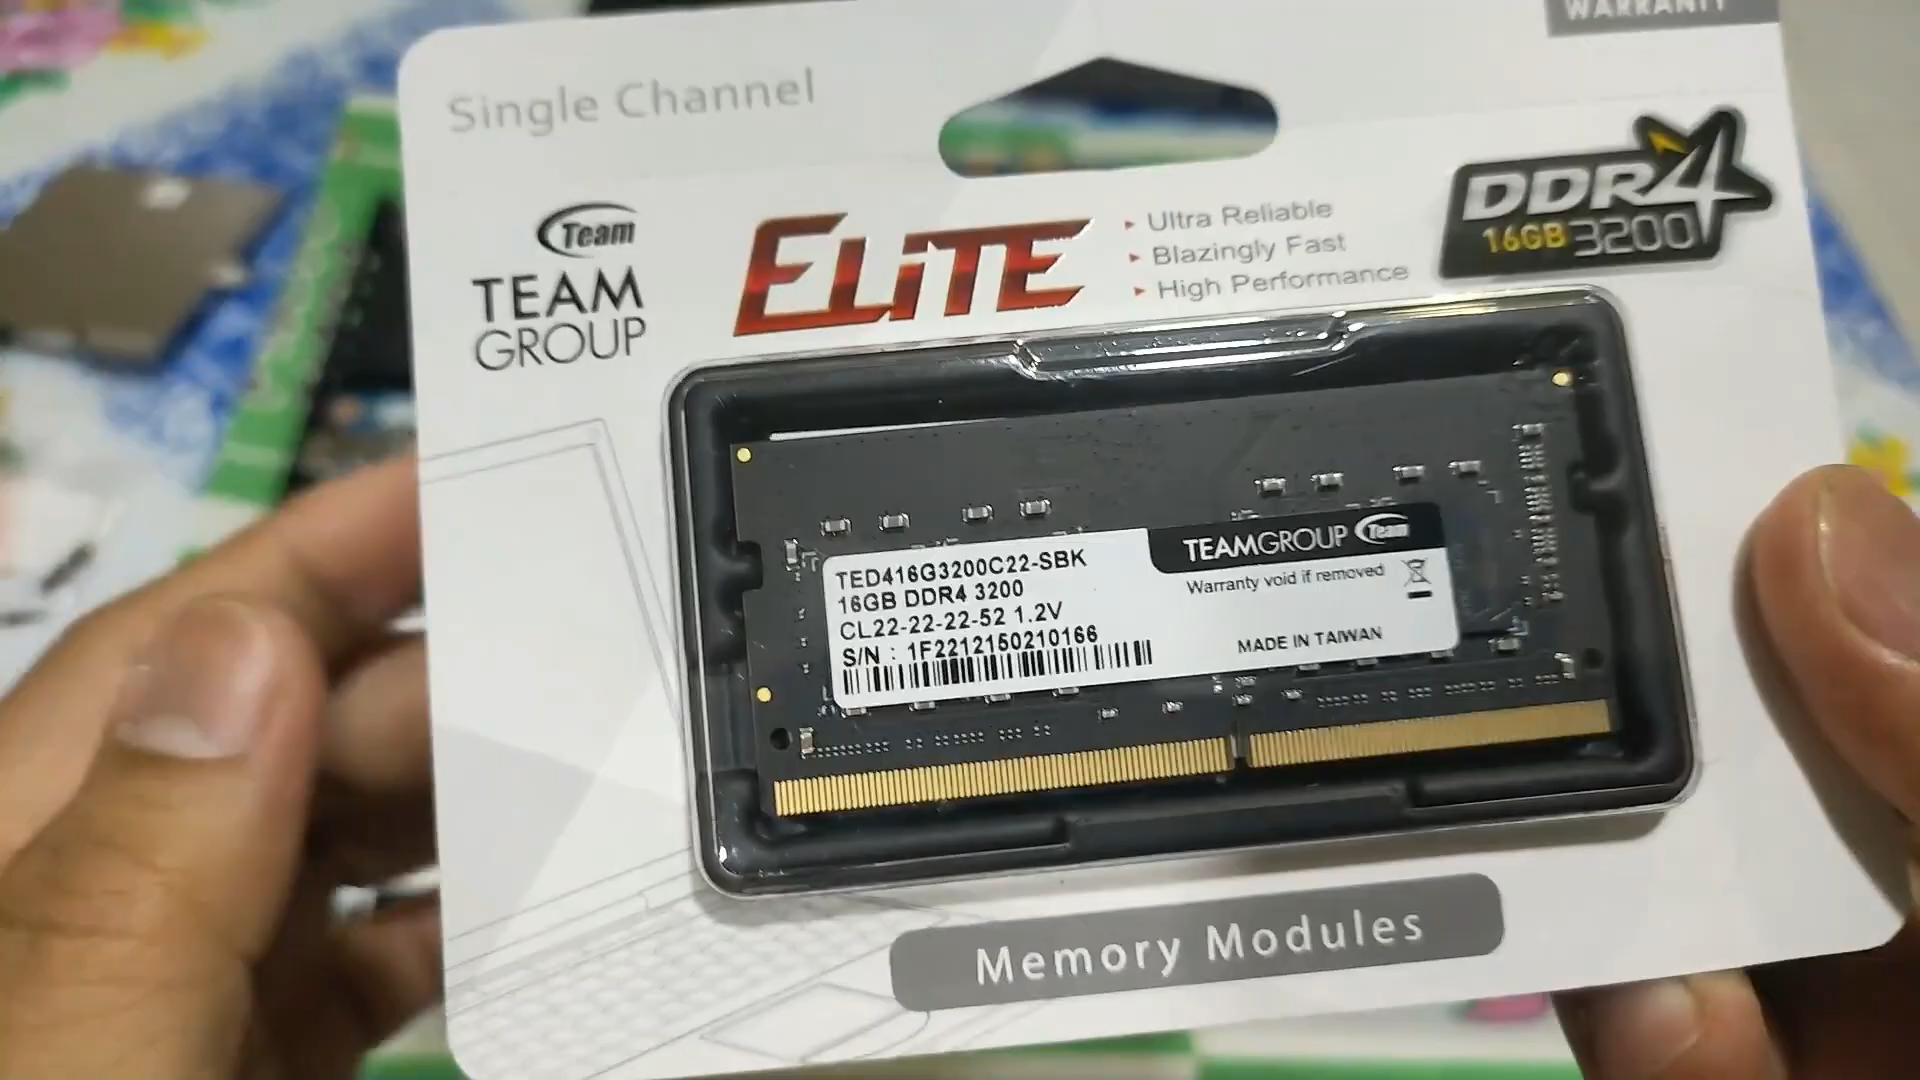 WARRANTY
Single Channel
Team
TEAM
GROUP
ELiTE
Ultra Reliable
Blazingly Fast
High Performance
DDR4
16GB 3200
TEAMGROUP Team
TED416G3200C22-SBK
16GB DDR4 3200
CL22-22-22-52 1.2V
S/N : 1F2212150210166
Warranty void if removed
MADE IN TAIWAN
Memory Modules